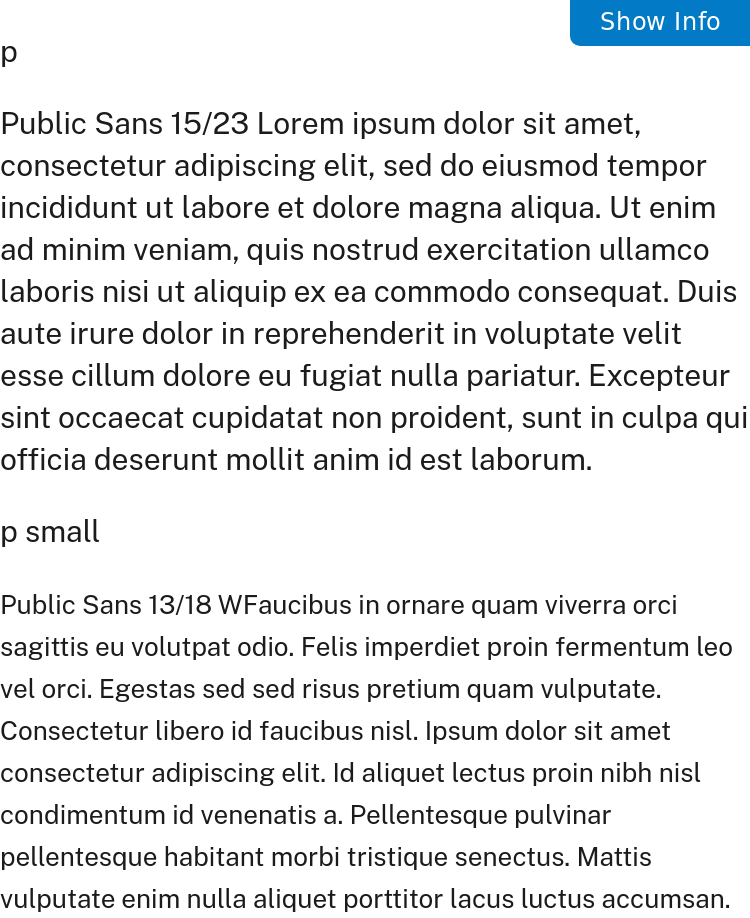 Show Info
p
Public Sans 15/23 Lorem ipsum dolor sit amet,
consectetur adipiscing elit, sed do eiusmod tempor
incididunt ut labore et dolore magna aliqua. Ut enim
ad minim veniam, quis nostrud exercitation ullamco
laboris nisi ut aliquip ex ea commodo consequat. Duis
aute irure dolor in reprehenderit in voluptate velit
esse cillum dolore eu fugiat nulla pariatur. Excepteur
sint occaecat cupidatat non proident, sunt in culpa qui
officia deserunt mollit anim id est laborum.
p small
Public Sans 13/18 WFaucibus in ornare quam viverra orci
sagittis eu volutpat odio. Felis imperdiet proin fermentum leo
vel orci. Egestas sed sed risus pretium quam vulputate.
Consectetur libero id faucibus nisl. Ipsum dolor sit amet
consectetur adipiscing elit. Id aliquet lectus proin nibh nisl
condimentum id venenatis a. Pellentesque pulvinar
pellentesque habitant morbi tristique senectus. Mattis
vulputate enim nulla aliquet porttitor lacus luctus accumsan.